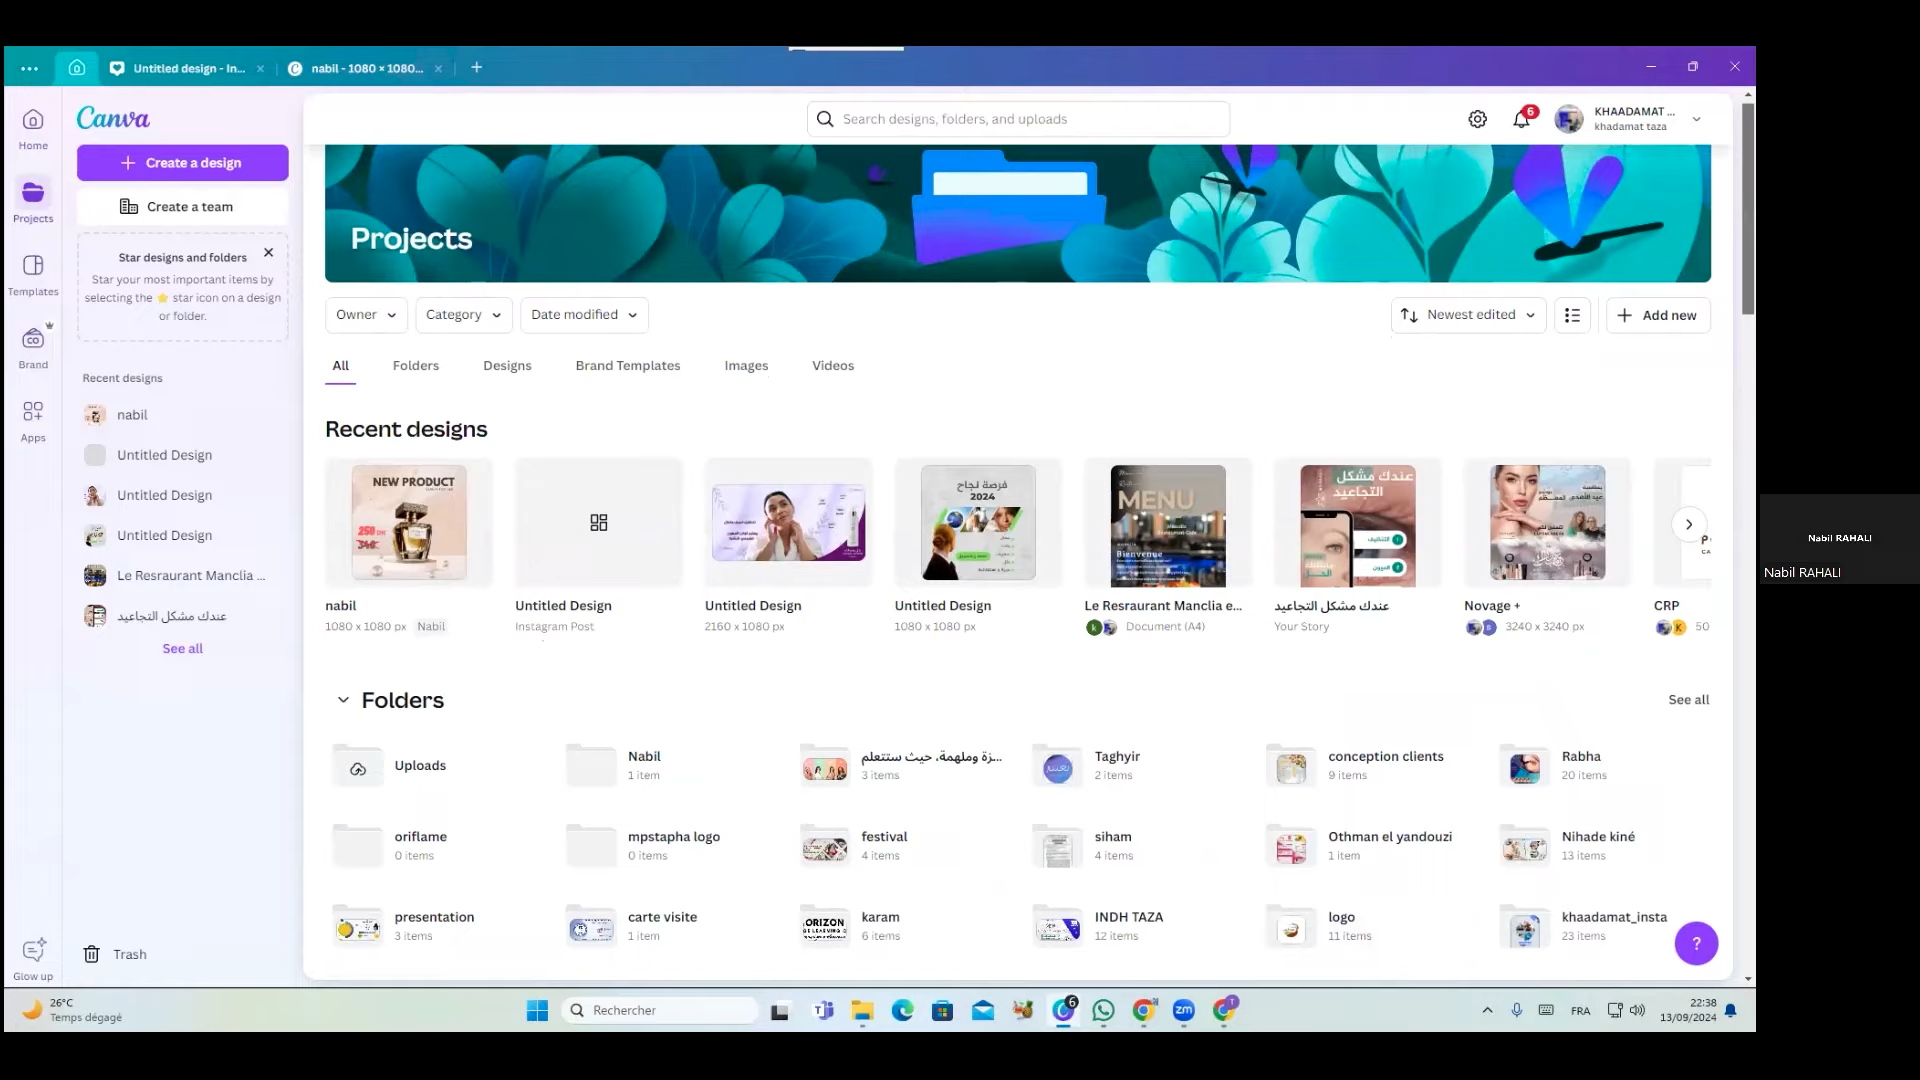 Untitled design - In...
nabil - 1080 × 1080...
Home
Projects
Templates
Brand
Apps
Glow up
Canva
Create a design
Create a team
Star designs and folders
Star your most important items by
selecting the ⭐ star icon on a design
or folder.
Recent designs
nabil
Untitled Design
Untitled Design
Untitled Design
Le Resraurant Manclia ...
عندك مشكل التجاعيد
See all
Trash
Search designs, folders, and uploads
6
KHAADAMAT ...
khadamat taza
Projects
Owner
Category
Date modified
Newest edited
Add new
All
Folders
Designs
Brand Templates
Images
Videos
Recent designs
NEW PRODUCT
250
فرصة نجاح
2024
MENU
Bienvenue
عندك مشكل
التجاعيد
nabil
1080 x 1080 px
Nabil
Untitled Design
Instagram Post
Untitled Design
2160 x 1080 px
Untitled Design
1080 x 1080 px
Le Resraurant Manclia e...
Document (A4)
عندك مشكل التجاعيد
Your Story
Novage +
3240 x 3240 px
CRP
50
Folders
See all
Uploads
Nabil
1 item
زة وملهمة، حيث ستتعلم...
3 items
Taghyir
2 items
conception clients
9 items
Rabha
20 items
oriflame
0 items
mpstapha logo
0 items
festival
4 items
siham
4 items
Othman el yandouzi
1 item
Nihade kiné
13 items
presentation
3 items
carte visite
1 item
ORIZON
karam
6 items
INDH TAZA
12 items
logo
11 items
khaadamat_insta
23 items
?
Nabil RAHALI
Nabil RAHALI
26°C
Temps dégagé
Rechercher
6
zm
FRA
22:38
13/09/2024